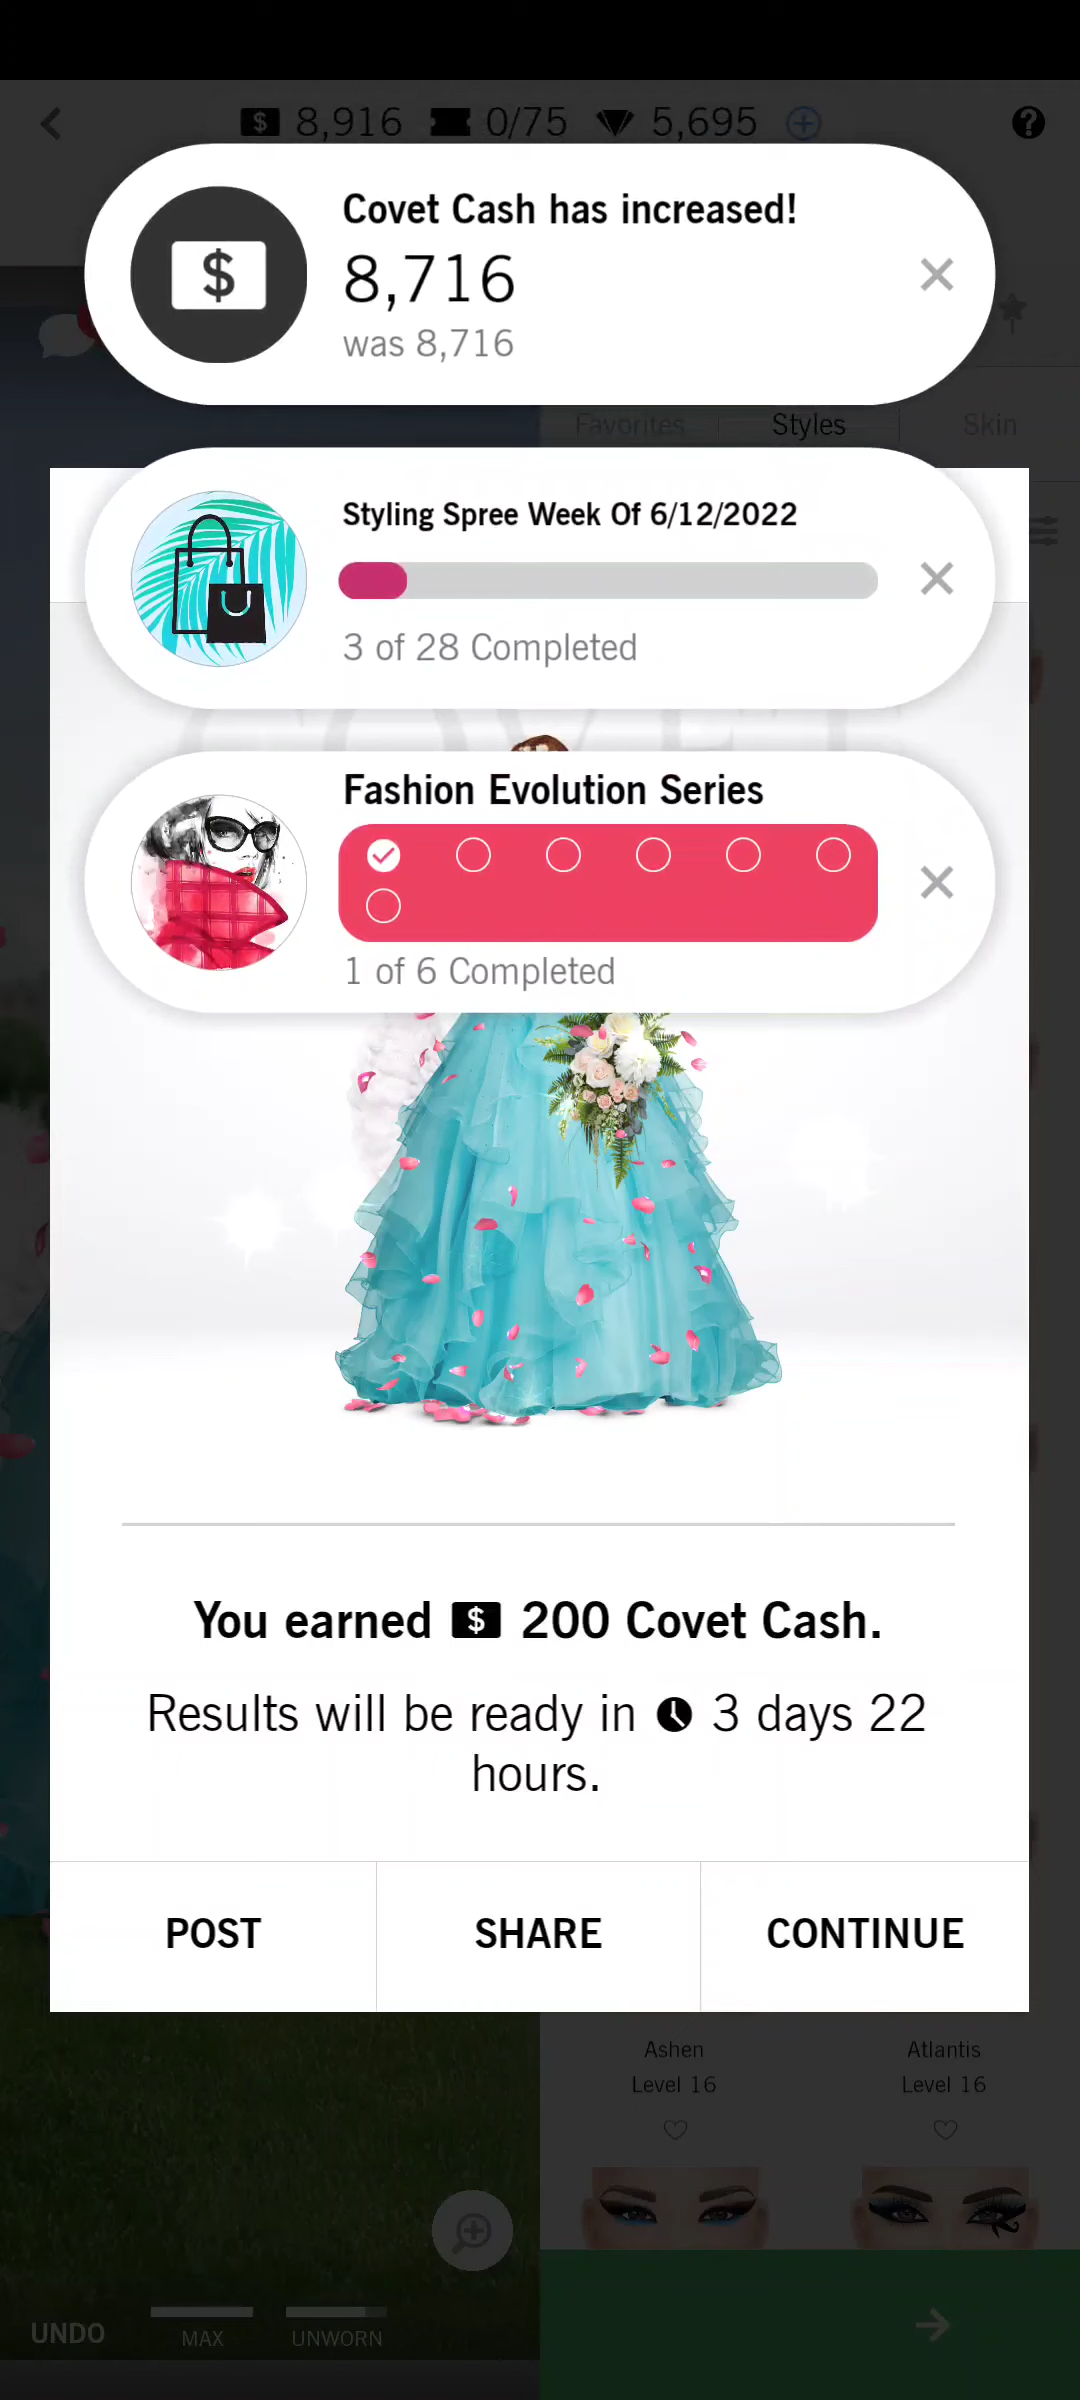 8,916 0/75 5,695
Covet Cash has increased!
8,716
was 8,716
Favorites Styles Skin
Styling Spree Week Of 6/12/2022
3 of 28 Completed
COVET
Fashion Evolution Series
1 of 6 Completed
You earned $ 200 Covet Cash.
Results will be ready in 3 days 22
hours.
POST SHARE CONTINUE
Ashen Atlantis
Level 16 Level 16
UNDO MAX UNWORN